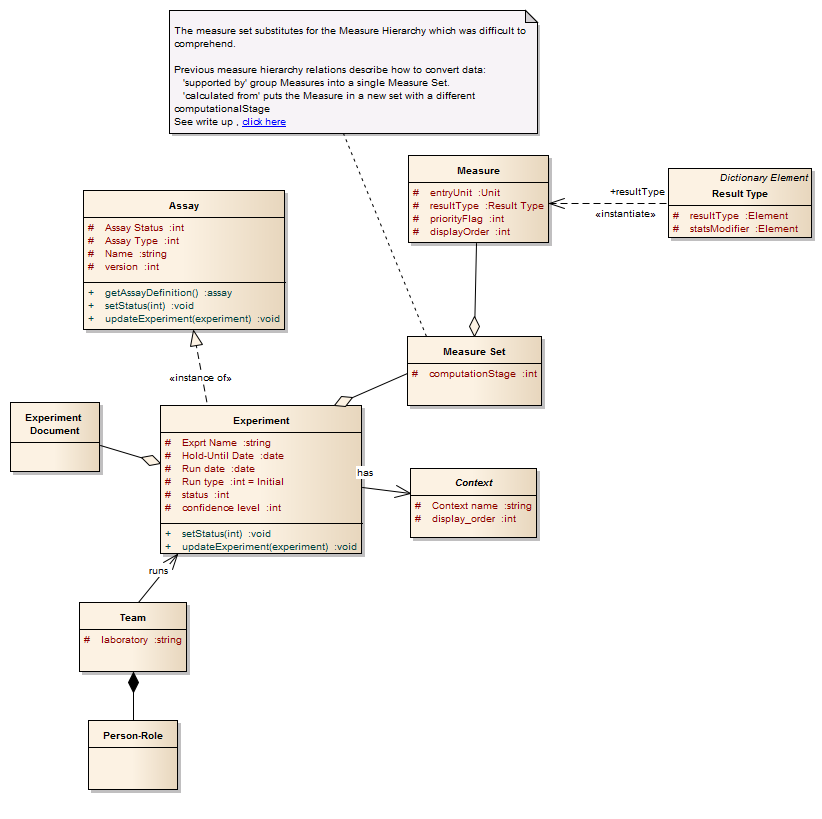 The measure set substitutes for the Measure Hierarchy which was difficult to
comprehend.
Previous measure hierarchy relations describe how to convert data:
'supported by' group Measures into a single Measure Set.
'calculated from' puts the Measure in a new set with a different
computationalStage
See write up , click here
Measure
# entryUnit :Unit
# resultType :Result Type
# priorityFlag :int
# displayOrder :int
+resultType
«instantiate»
Dictionary Element
Result Type
# resultType :Element
# statsModifier :Element
Assay
# Assay Status :int
# Assay Type :int
# Name :string
# version :int
+ getAssayDefinition() :assay
+ setStatus(int) :void
+ updateExperiment(experiment) :void
«instance of»
Measure Set
# computationStage :int
Experiment
Document
Experiment
# Exprt Name :string
# Hold-Until Date :date
# Run date :date
# Run type :int = Initial
# status :int
# confidence level :int
+ setStatus(int) :void
+ updateExperiment(experiment) :void
has
Context
# Context name :string
# display_order :int
runs
Team
# laboratory :string
Person-Role